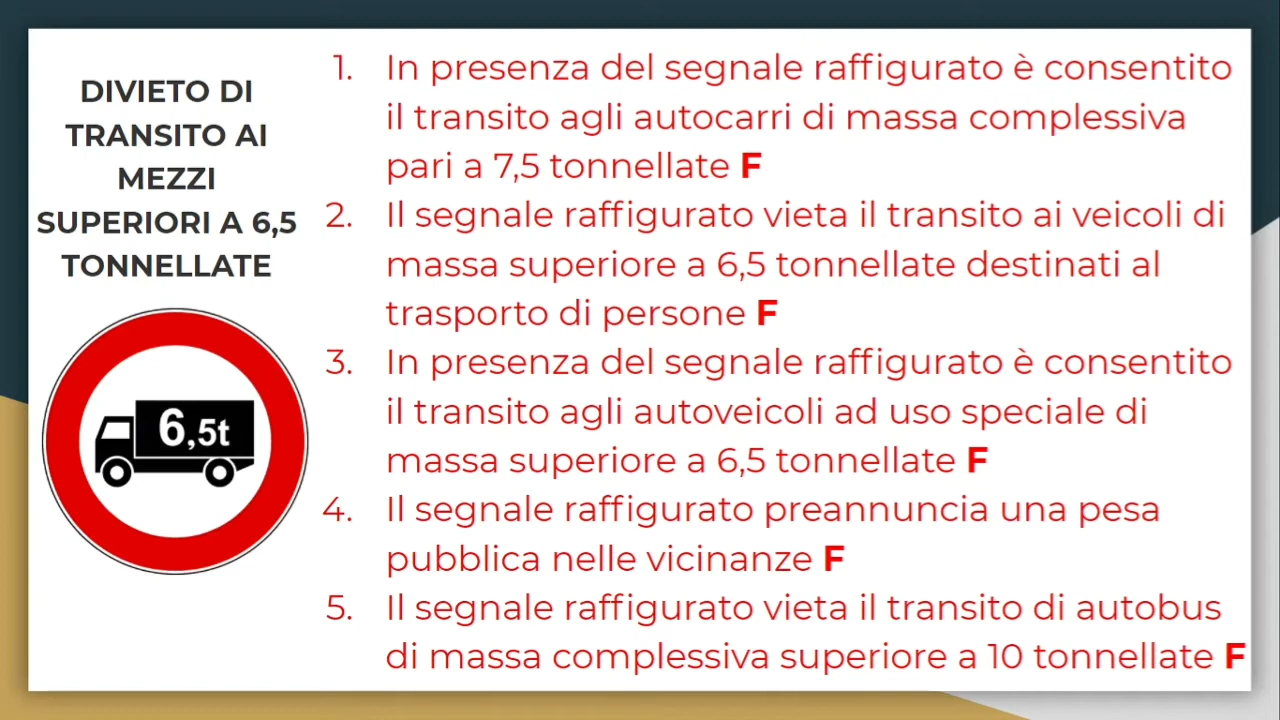 DIVIETO DI
TRANSITO AI
MEZZI
SUPERIORI A 6,5
TONNELLATE
6,5t
1. In presenza del segnale raffigurato è consentito
il transito agli autocarri di massa complessiva
pari a 7,5 tonnellate F
2. Il segnale raffigurato vieta il transito ai veicoli di
massa superiore a 6,5 tonnellate destinati al
trasporto di persone F
3. In presenza del segnale raffigurato è consentito
il transito agli autoveicoli ad uso speciale di
massa superiore a 6,5 tonnellate F
4. Il segnale raffigurato preannuncia una pesa
pubblica nelle vicinanze F
5. Il segnale raffigurato vieta il transito di autobus
di massa complessiva superiore a 10 tonnellate F